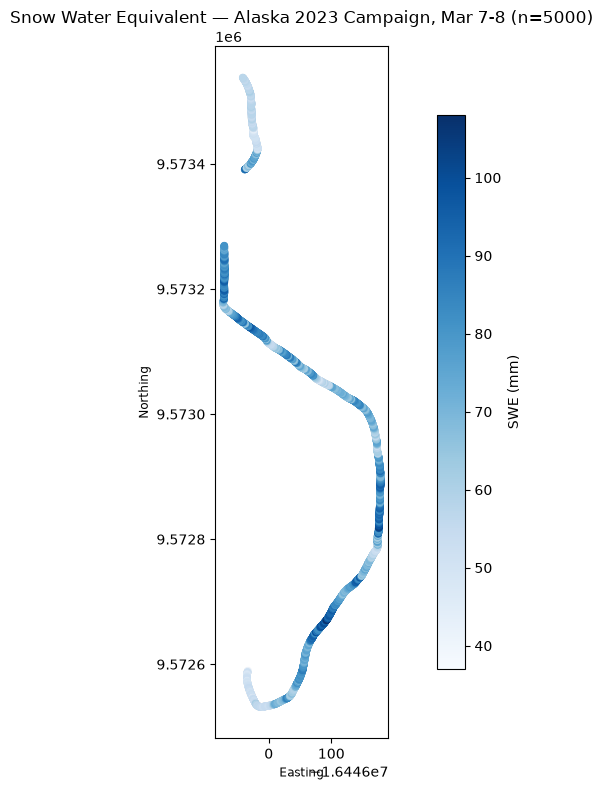 Snow Water Equivalent — Alaska 2023 Campaign, Mar 7-8 (n=5000)
1e6
9.5734
9.5732
9.5730
9.5728
9.5726
Northing
0 100
Easting
−1.6446e7
100
90
80
70
60
50
40
SWE (mm)